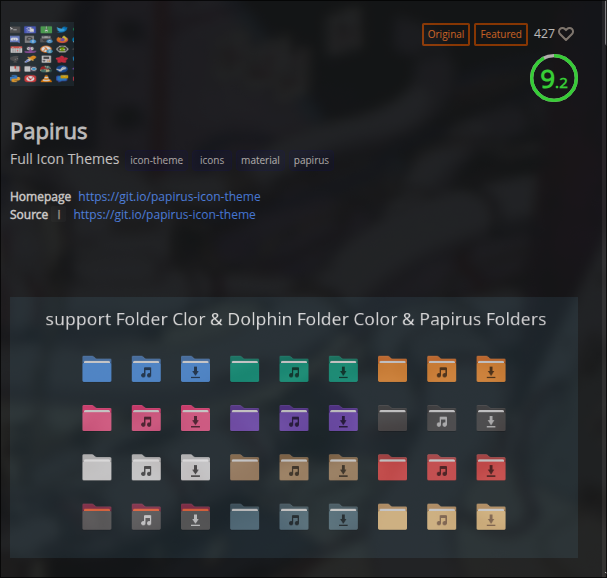 Original Featured 427
9.2
Papirus
Full Icon Themes icon-theme icons material papirus
Homepage https://git.io/papirus-icon-theme
Source | https://git.io/papirus-icon-theme
support Folder Clor & Dolphin Folder Color & Papirus Folders